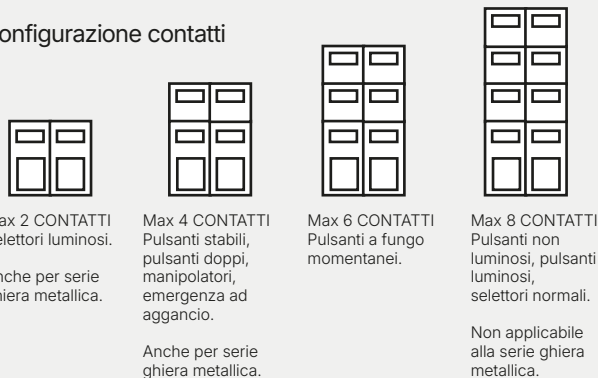 onfigurazione contatti
ax 2 CONTATTI
elettori luminosi.
nche per serie
hiera metallica.
Max 4 CONTATTI
Pulsanti stabili,
pulsanti doppi,
manipolatori,
emergenza ad
aggancio.
Anche per serie
ghiera metallica.
Max 6 CONTATTI
Pulsanti a fungo
momentanei.
Max 8 CONTATTI
Pulsanti non
luminosi, pulsanti
luminosi,
selettori normali.
Non applicabile
alla serie ghiera
metallica.